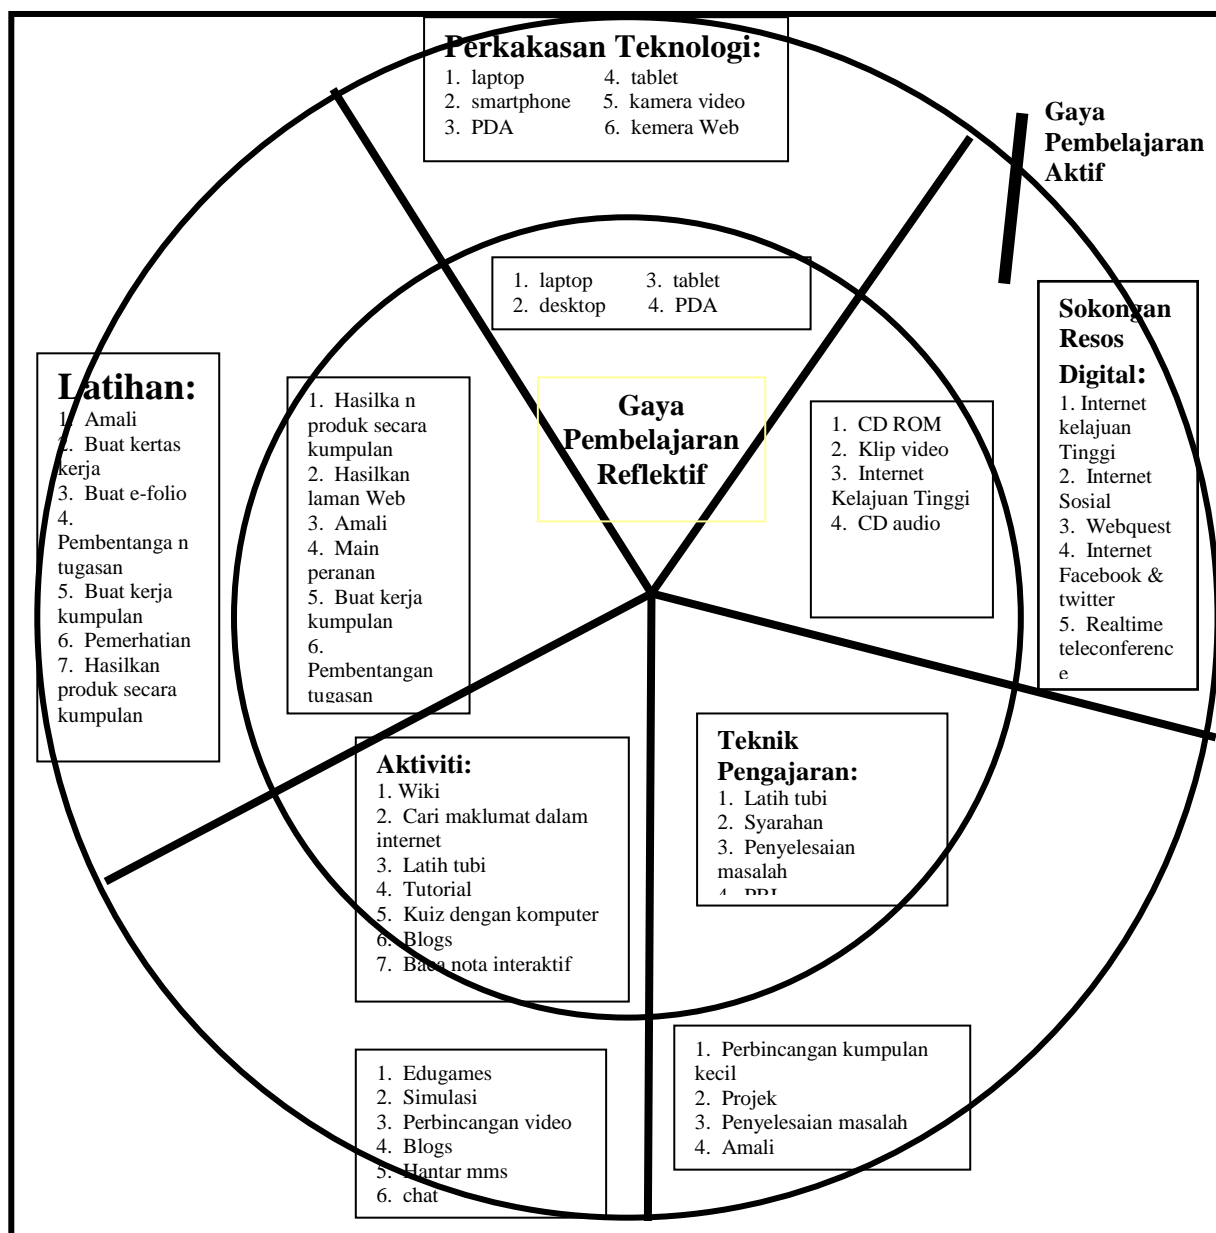 Perkakasan Teknologi:
1. laptop 4. tablet
2. smartphone 5. kamera video
3. PDA 6. kemera Web
Gaya
Pembelajaran
Aktif
1. laptop 3. tablet
2. desktop 4. PDA
Sokongan
Resos
Digital:
1. Internet
kelajuan
Tinggi
2. Internet
Sosial
3. Webquest
4. Internet
Facebook &
twitter
5. Realtime
teleconferenc
e
Latihan:
1. Amali
2. Buat kertas
kerja
3. Buat e-folio
4.
Pembentanga n
tugasan
5. Buat kerja
kumpulan
6. Pemerhatian
7. Hasilkan
produk secara
kumpulan
1. Hasilka n
produk secara
kumpulan
2. Hasilkan
laman Web
3. Amali
4. Main
peranan
5. Buat kerja
kumpulan
6.
Pembentangan
tugasan
Gaya
Pembelajaran
Reflektif
1. CD ROM
2. Klip video
3. Internet
Kelajuan Tinggi
4. CD audio
Aktiviti:
1. Wiki
2. Cari maklumat dalam
internet
3. Latih tubi
4. Tutorial
5. Kuiz dengan komputer
6. Blogs
7. Baca nota interaktif
Teknik
Pengajaran:
1. Latih tubi
2. Syarahan
3. Penyelesaian
masalah
4.
1. Edugames
2. Simulasi
3. Perbincangan video
4. Blogs
5. Hantar mms
6. chat
1. Perbincangan kumpulan
kecil
2. Projek
3. Penyelesaian masalah
4. Amali